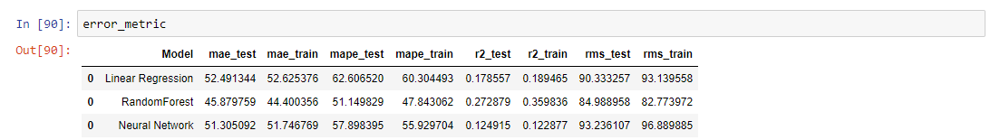 In [90]: error_metric
Out[90]:
Model mae_test mae_train mape_test mape_train r2_test r2_train rms_test rms_train
0 Linear Regression 52.491344 52.625376 62.606520 60.304493 0.178557 0.189465 90.333257 93.139558
0 RandomForest 45.879759 44.400356 51.149829 47.843062 0.272879 0.359836 84.988958 82.773972
0 Neural Network 51.305092 51.746769 57.898395 55.929704 0.124915 0.122877 93.236107 96.889885